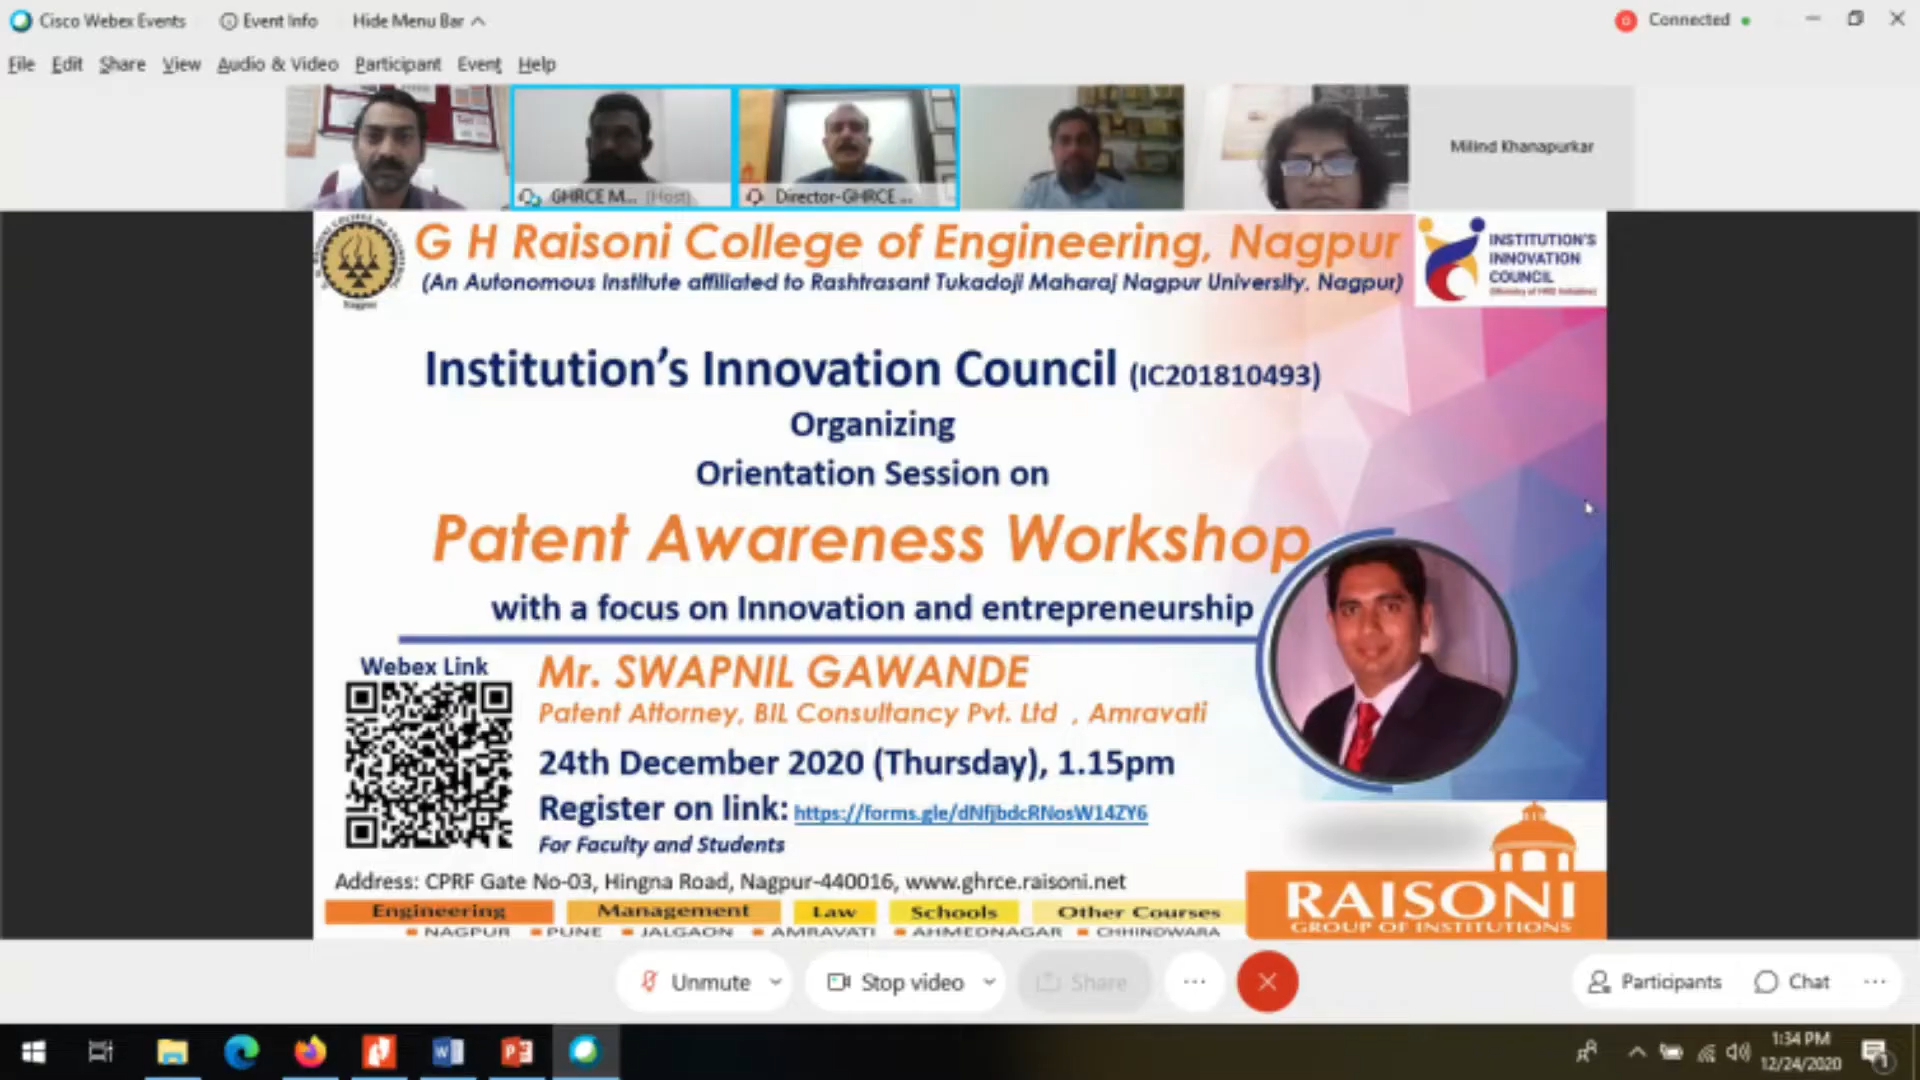 Cisco Webex Events
Event Info
Hide Menu Bar
Connected
File Edit Share View Audio & Video Participant Event Help
GHRCE M... (Host)
Director-GHRCE ...
Milind Khanapurkar
G H Raisoni College of Engineering, Nagpur
(An Autonomous Institute affiliated to Rashtrasant Tukadoji Maharaj Nagpur University, Nagpur)
Nagpur
INSTITUTION'S
INNOVATION
COUNCIL
(Ministry of HRD Initiative)
Institution's Innovation Council (IC201810493)
Organizing
Orientation Session on
Patent Awareness Workshop
with a focus on Innovation and entrepreneurship
Webex Link
Mr. SWAPNIL GAWANDE
Patent Attorney, BIL Consultancy Pvt. Ltd , Amravati
24th December 2020 (Thursday), 1.15pm
Register on link: https://forms.gle/dNfjbdcRNosW14ZY6
For Faculty and Students
Address: CPRF Gate No-03, Hingna Road, Nagpur-440016, www.ghrce.raisoni.net
Engineering Management Law Schools Other Courses
NAGPUR PUNE JALGAON AMRAVATI AHMEDNAGAR CHHINDWARA
RAISONI
GROUP OF INSTITUTIONS
Unmute
Stop video
Share
Participants
Chat
1:34 PM
12/24/2020
1